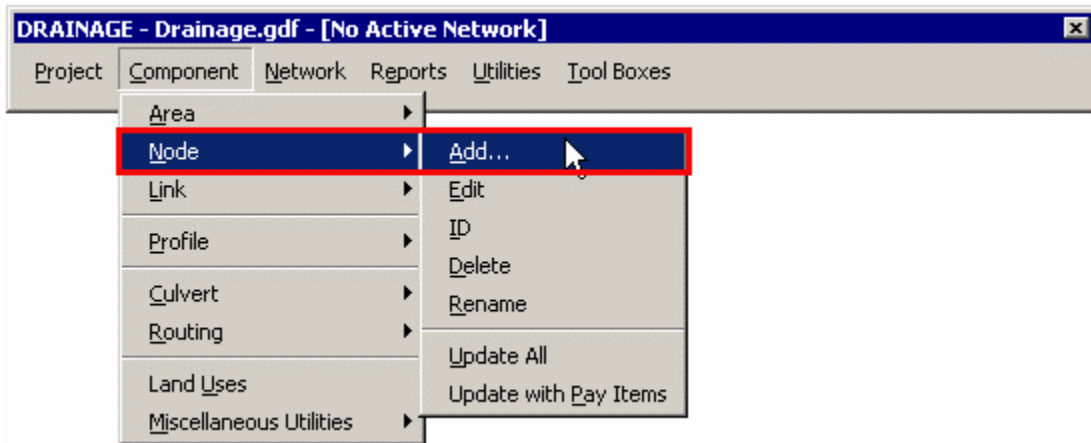 DRAINAGE - Drainage.gdf - [No Active Network]
Project Component Network Reports Utilities Tool Boxes
Area
Node
Link
Profile
Culvert
Routing
Land Uses
Miscellaneous Utilities
Add...
Edit
ID
Delete
Rename
Update All
Update with Pay Items